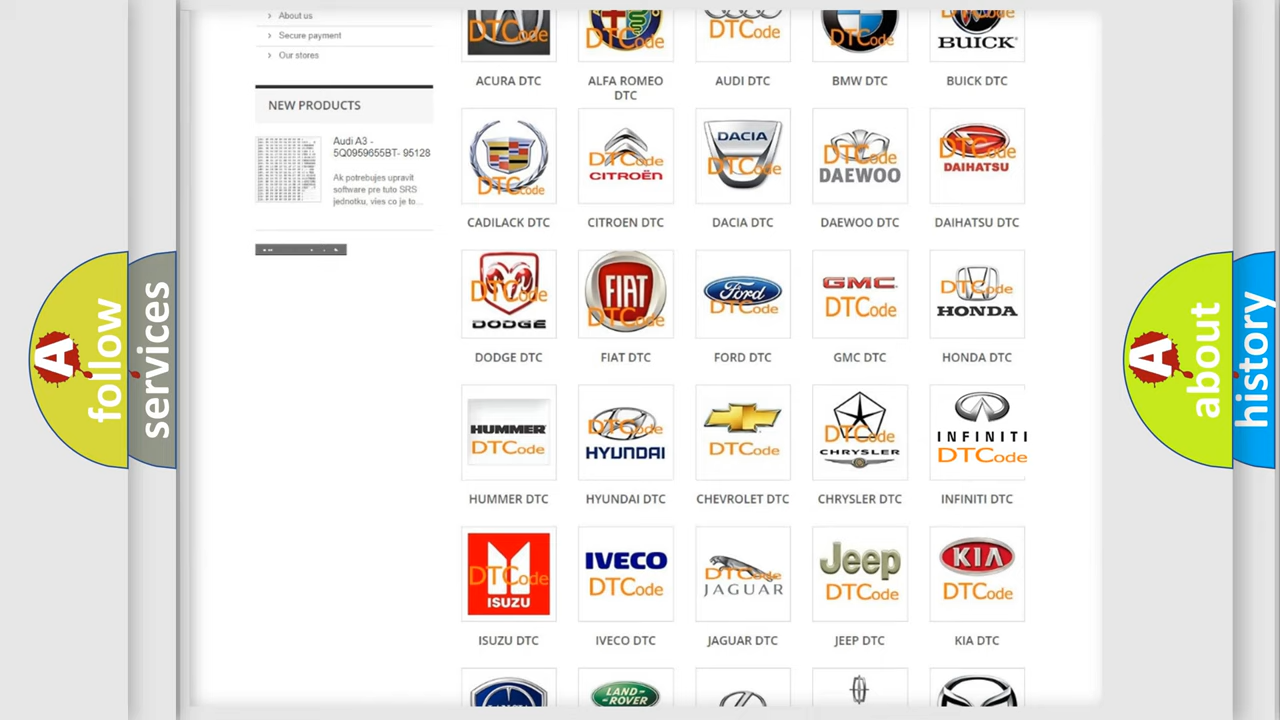 About us
Secure payment
Our stores
NEW PRODUCTS
Audi A3 -
5Q0959655BT- 95128
Ak potrebujes upravit
software pre tuto SRS
jednotku, vies co je to...
DTCode
DTCode
DTCode
DTCode
DTCode
BUICK
ACURA DTC
ALFA ROMEO
DTC
AUDI DTC
BMW DTC
BUICK DTC
DTCode
DTCode
CITROËN
DACIA
DTCode
DTCode
DAEWOO
DTCode
DAIHATSU
CADILACK DTC
CITROEN DTC
DACIA DTC
DAEWOO DTC
DAIHATSU DTC
DTCode
DODGE
FIAT
DTCode
Ford
DTCode
GMC
DTCode
DTCode
HONDA
DODGE DTC
FIAT DTC
FORD DTC
GMC DTC
HONDA DTC
HUMMER
DTCode
DTCode
HYUNDAI
DTCode
DTCode
CHRYSLER
INFINITI
DTCode
HUMMER DTC
HYUNDAI DTC
CHEVROLET DTC
CHRYSLER DTC
INFINITI DTC
DTCode
ISUZU
IVECO
DTCode
DTCode
JAGUAR
Jeep
DTCode
KIA
DTCode
ISUZU DTC
IVECO DTC
JAGUAR DTC
JEEP DTC
KIA DTC
LAND-
ROVER
A follow
services
A about
history